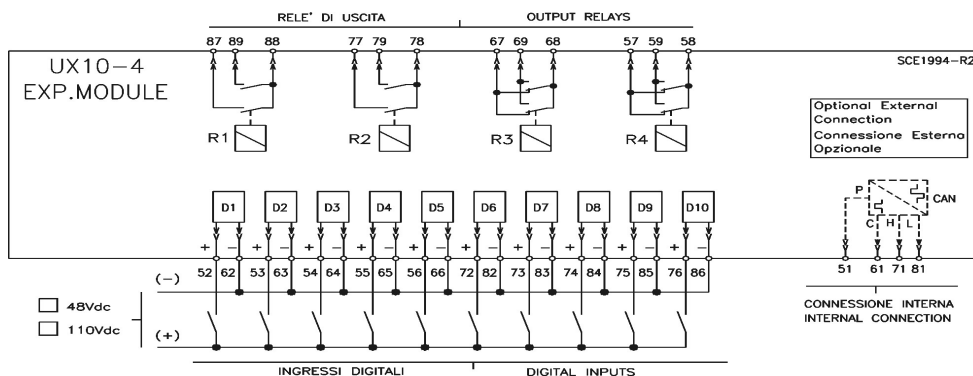 RELE' DI USCITA OUTPUT RELAYS
87 89 88 77 79 78 67 69 68 57 59 58
UX10-4
EXP.MODULE
SCE1994-R2
R1 R2 R3 R4
Optional External
Connection
Connessione Esterna
Opzionale
P CAN
C H L
D1 D2 D3 D4 D5 D6 D7 D8 D9 D10
+ - + - + - + - + - + - + - + - + - +
52 62 53 63 54 64 55 65 56 66 72 82 73 83 74 84 75 85 76 86
51 61 71 81
(-)
48Vdc
110Vdc
(+)
CONNESSIONE INTERNA
INTERNAL CONNECTION
INGRESSI DIGITALI DIGITAL INPUTS